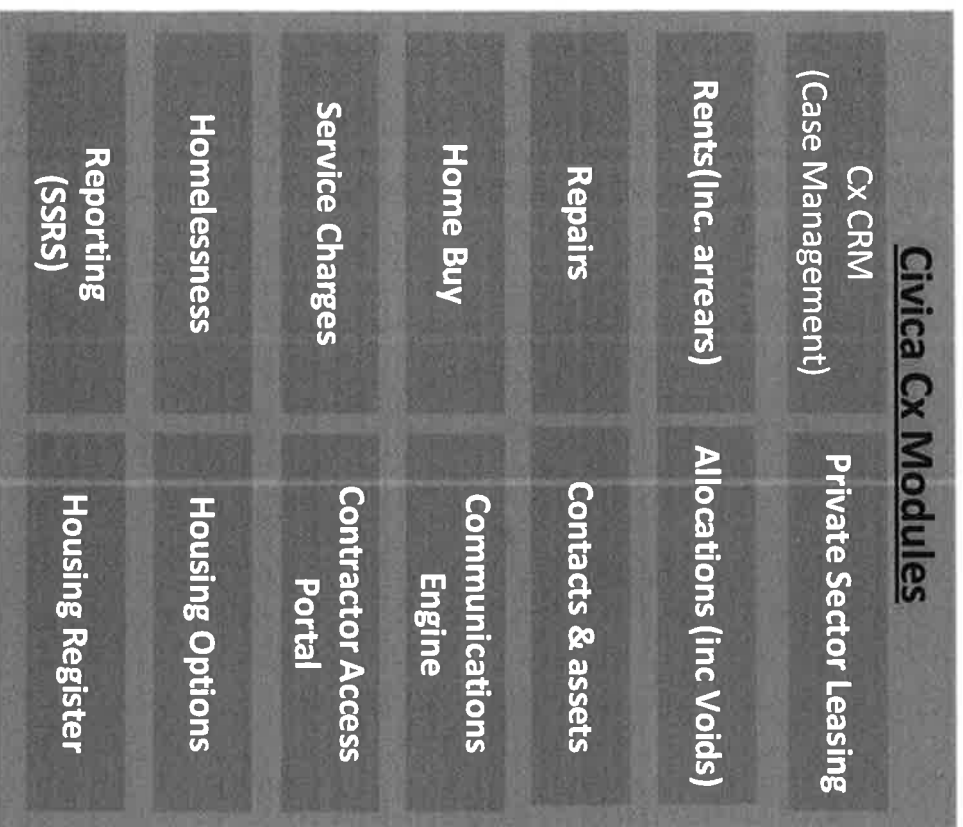 Civica Cx Modules
Cx CRM
(Case Management)
Private Sector Leasing
Rents(Inc. arrears)
Allocations (inc Voids)
Repairs
Contacts & assets
Home Buy
Communications
Engine
Service Charges
Contractor Access
Portal
Homelessness
Housing Options
Reporting
(SSRS)
Housing Register